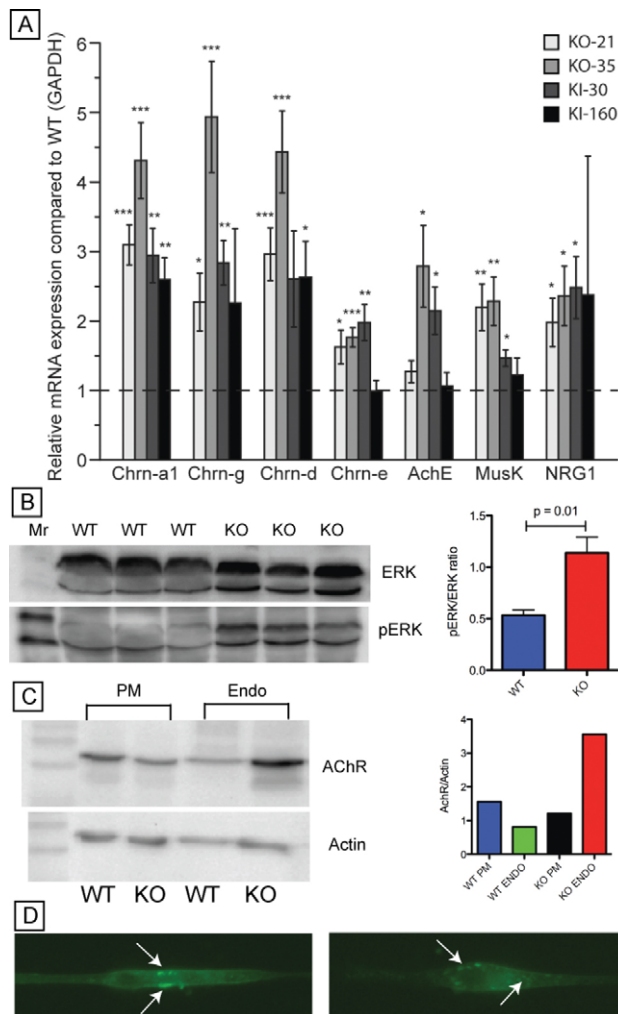 A
Relative mRNA expression compared to WT (GAPDH)
6
5
4
3
2
1
0
KO-21
KO-35
KI-30
KI-160
*** *** ** **
* *** **
*** *** *
* *** **
* *
** ** *
* * *
Chrn-a1 Chrn-g Chrn-d Chrn-e AchE MusK NRG1
B
Mr WT WT WT KO KO KO
ERK
pERK
p = 0.01
pERK/ERK ratio
1.5
1.0
0.5
0.0
WT KO
C
PM Endo
AChR
Actin
WT KO WT KO
AchR/Actin
4
3
2
1
0
WT PM WT ENDO KO PM KO ENDO
D